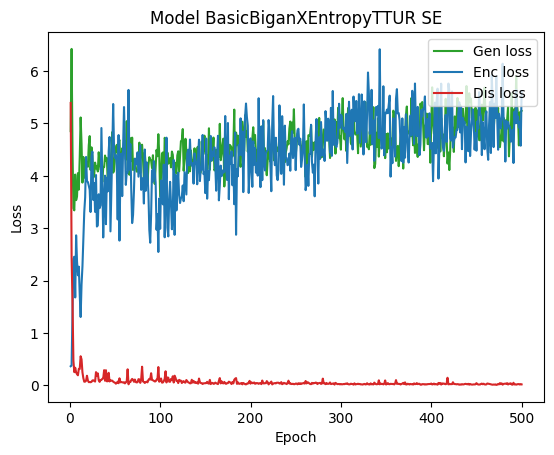 Model BasicBiganXEntropyTTUR SE
Gen loss
Enc loss
Dis loss
Loss
6
5
4
3
2
1
0
0 100 200 300 400 500
Epoch